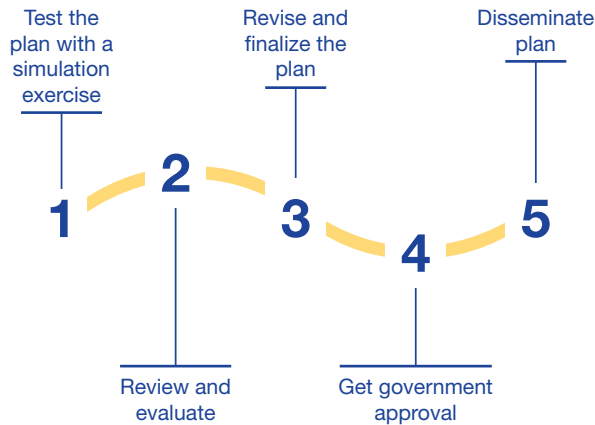 Test the
plan with a
simulation
exercise
1
2
Review and
evaluate
Revise and
finalize the
plan
3
4
Get government
approval
Disseminate
plan
5